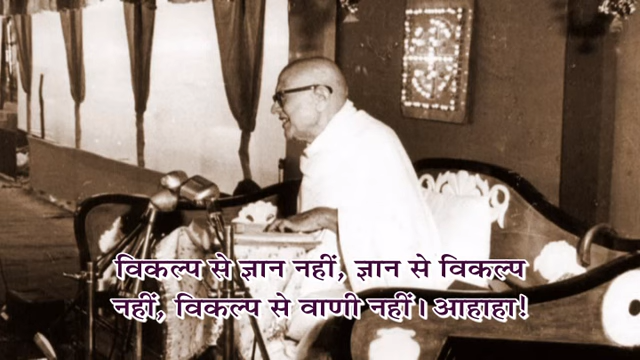 विकल्प से ज्ञान नहीं, ज्ञान से विकल्प
नहीं, विकल्प से वाणी नहीं। आहाहा!